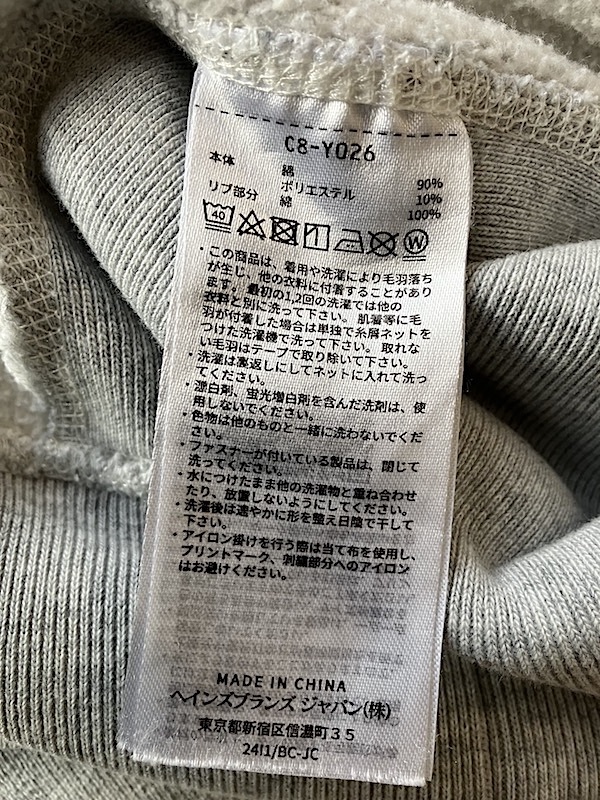 C8-Y026
本体 綿 90%
ポリエステル 10%
リブ部分 綿 100%
40 W
・この商品は、着用や洗濯により毛羽落ち
が生じ、他の衣料に付着することがあり
ます。最初の1,2回の洗濯では他の
衣料と別に洗って下さい。肌着等に毛
羽が付着した場合は単独で糸屑ネットを
つけた洗濯機で洗って下さい。取れな
い毛羽はテープで取り除いて下さい。
・洗濯は裏返しにしてネットに入れて洗っ
てください。
・漂白剤、蛍光増白剤を含んだ洗剤は、使
用しないでください。
・色物は他のものと一緒に洗わないでくだ
さい。
・ファスナーが付いている製品は、閉じて
洗ってください。
・水につけたまま他の洗濯物と重ね合わせ
たり、放置しないようにしてください。
・洗濯後は速やかに形を整え日陰で干して
下さい。
・アイロン掛けを行う際は当て布を使用し、
プリントマーク、刺繍部分へのアイロン
はお避けください。
MADE IN CHINA
ヘインズブランズ ジャパン(株)
東京都新宿区信濃町35
24I1/BC-JC